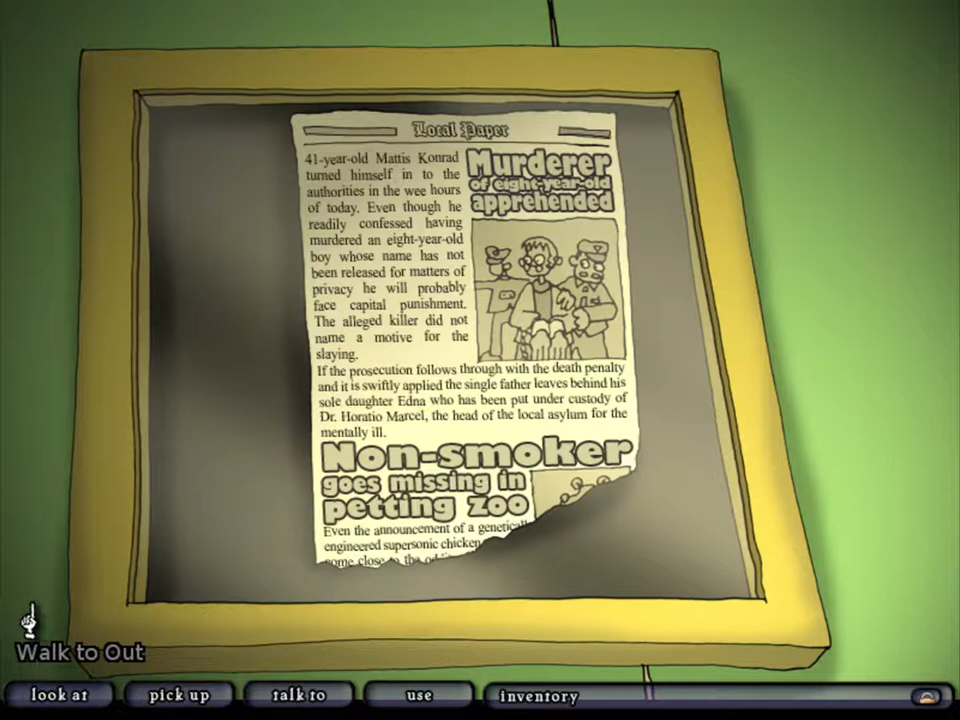 Local Paper
41-year-old Mattis Konrad
turned himself in to the
authorities in the wee hours
of today. Even though he
readily confessed having
murdered an eight-year-old
boy whose name has not
been released for matters of
privacy he will probably
face capital punishment.
The alleged killer did not
name a motive for the
slaying.
Murderer
of eight-year-old
apprehended
If the prosecution follows through with the death penalty
and it is swiftly applied the single father leaves behind his
sole daughter Edna who has been put under custody of
Dr. Horatio Marcel, the head of the local asylum for the
mentally ill.
Non-smoker
goes missing in
petting zoo
Even the announcement of a genetically
engineered supersonic chicken
come close to the
Walk to Out
look at
pick up
talk to
use
inventory